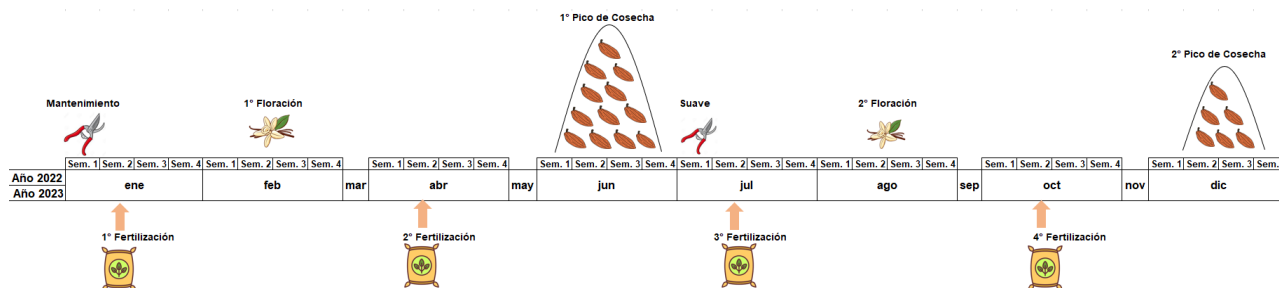 1° Pico de Cosecha
2° Pico de Cosecha
Mantenimiento
1° Floración
Suave
2° Floración
Sem. 1 Sem. 2 Sem. 3 Sem. 4 Sem. 1 Sem. 2 Sem. 3 Sem. 4 Sem. 1 Sem. 2 Sem. 3 Sem. 4 Sem. 1 Sem. 2 Sem. 3 Sem. 4 Sem. 1 Sem. 2 Sem. 3 Sem. 4 Sem. 1 Sem. 2 Sem. 3 Sem. 4 Sem. 1 Sem. 2 Sem. 3 Sem. 4 Sem. 1 Sem. 2 Sem. 3 Sem.
Año 2022
Año 2023
ene feb mar abr may jun jul ago sep oct nov dic
1° Fertilización
2° Fertilización
3° Fertilización
4° Fertilización